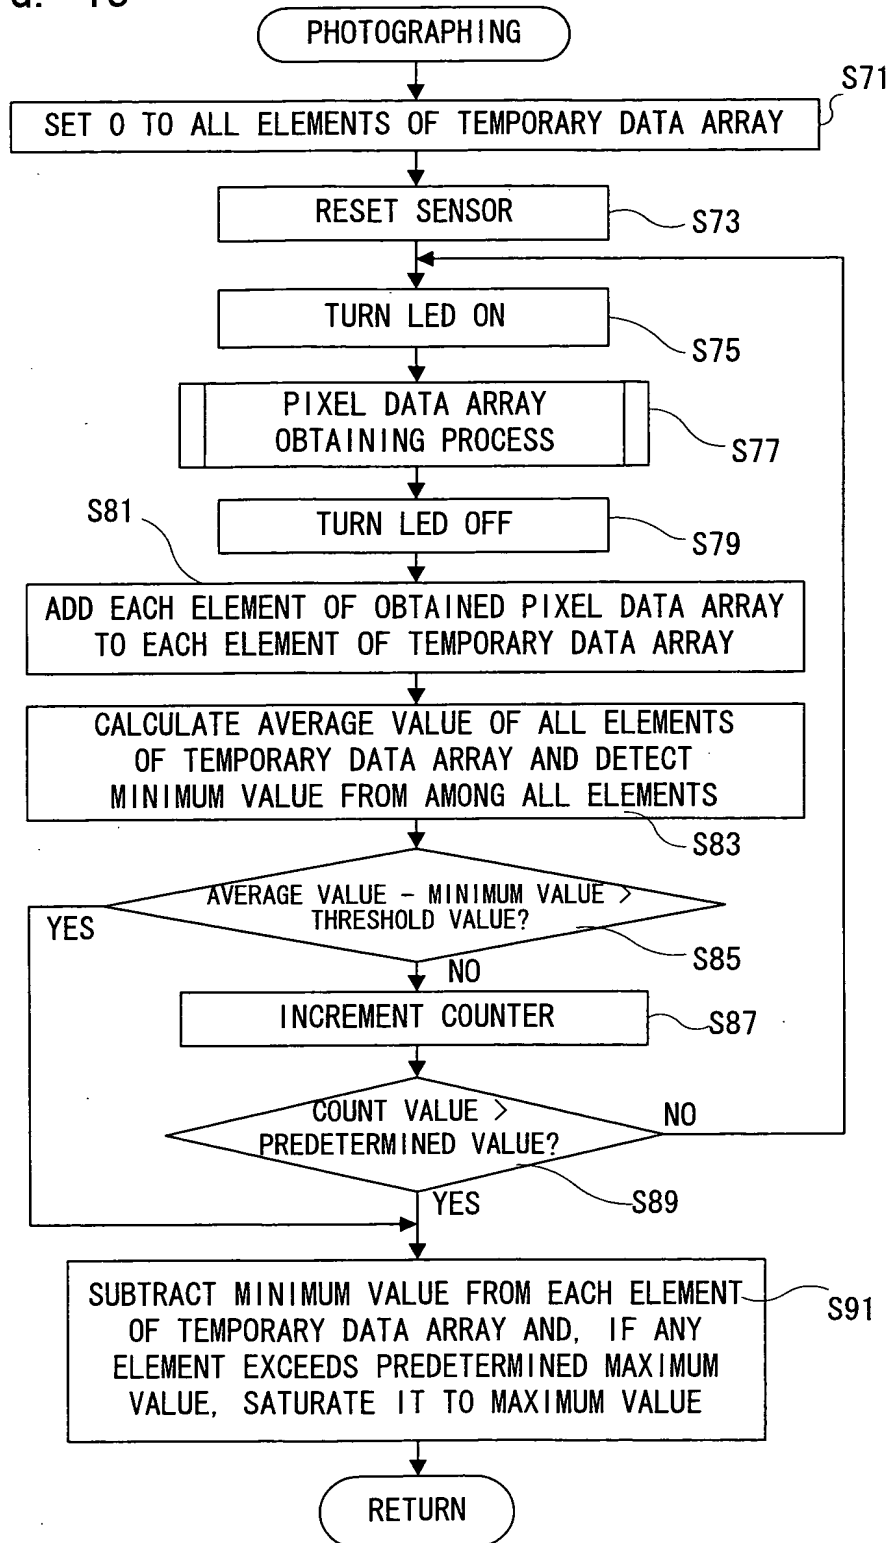 PHOTOGRAPHING
S71
SET 0 TO ALL ELEMENTS OF TEMPORARY DATA ARRAY
RESET SENSOR
S73
TURN LED ON
S75
PIXEL DATA ARRAY
OBTAINING PROCESS
S77
S81
TURN LED OFF
S79
ADD EACH ELEMENT OF OBTAINED PIXEL DATA ARRAY
TO EACH ELEMENT OF TEMPORARY DATA ARRAY
CALCULATE AVERAGE VALUE OF ALL ELEMENTS
OF TEMPORARY DATA ARRAY AND DETECT
MINIMUM VALUE FROM AMONG ALL ELEMENTS
S83
AVERAGE VALUE - MINIMUM VALUE >
THRESHOLD VALUE?
YES
S85
NO
INCREMENT COUNTER
S87
COUNT VALUE >
PREDETERMINED VALUE?
NO
S89
YES
SUBTRACT MINIMUM VALUE FROM EACH ELEMENT
OF TEMPORARY DATA ARRAY AND, IF ANY
ELEMENT EXCEEDS PREDETERMINED MAXIMUM
VALUE, SATURATE IT TO MAXIMUM VALUE
S91
RETURN